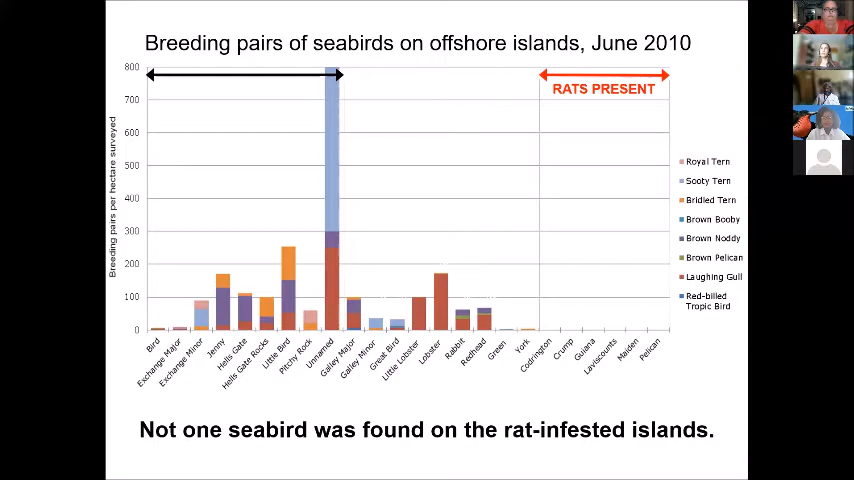 Breeding pairs of seabirds on offshore islands, June 2010
RATS PRESENT
Breeding pairs per hectare surveyed
800
700
600
500
400
300
200
100
0
Bird
Exchange Major
Exchange Minor
Jenny
Hells Gate
Hells Gate Rocks
Little Bird
Pitchy Rock
Unnamed
Galley Major
Galley Minor
Great Bird
Little Lobster
Lobster
Rabbit
Redhead
Green
York
Codrington
Crump
Guiana
Laviscounts
Maiden
Pelican
Royal Tern
Sooty Tern
Bridled Tern
Brown Booby
Brown Noddy
Brown Pelican
Laughing Gull
Red-billed
Tropic Bird
Not one seabird was found on the rat-infested islands.